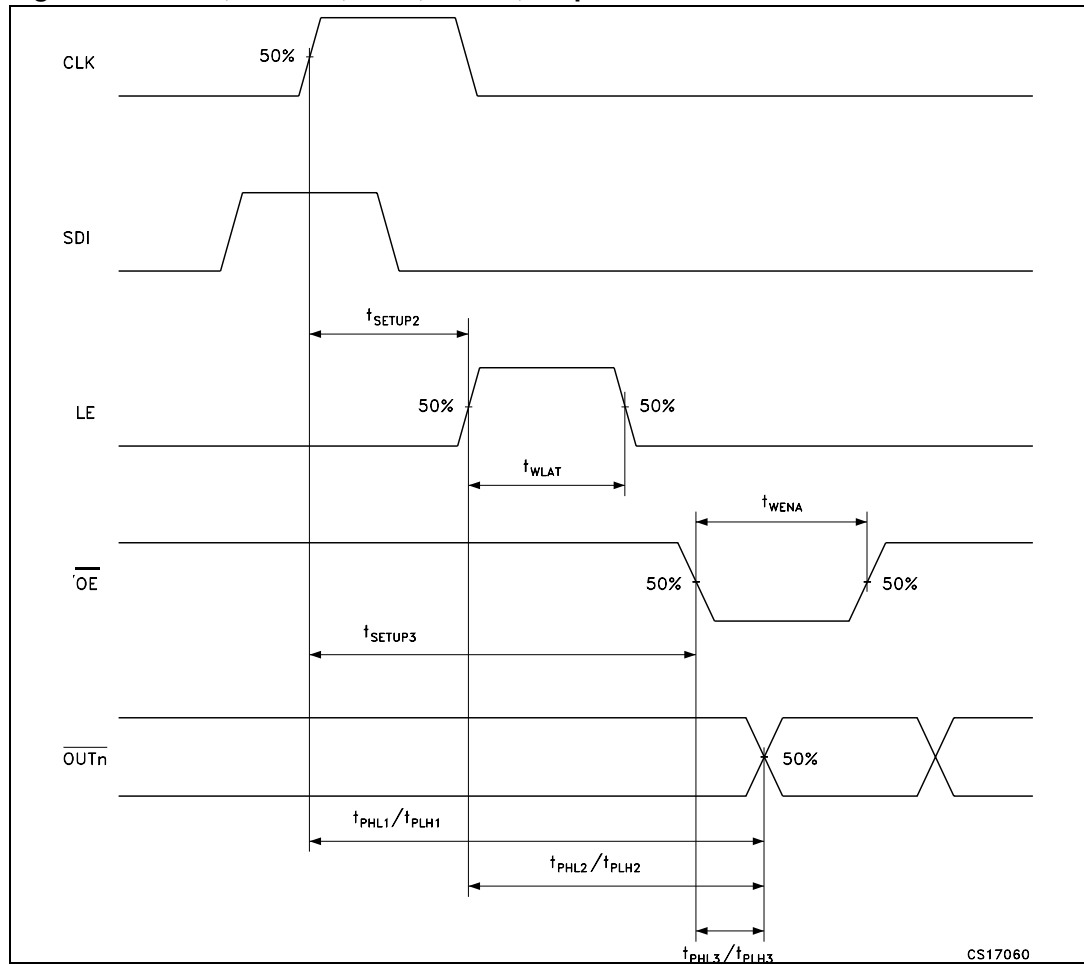 CLK
50%
SDI
tSETUP2
LE
50%
50%
tWLAT
tWENA
OE
50%
50%
tSETUP3
OUTn
50%
tPHL1/tPLH1
tPHL2/tPLH2
tPHL3/tPLH3
CS17060